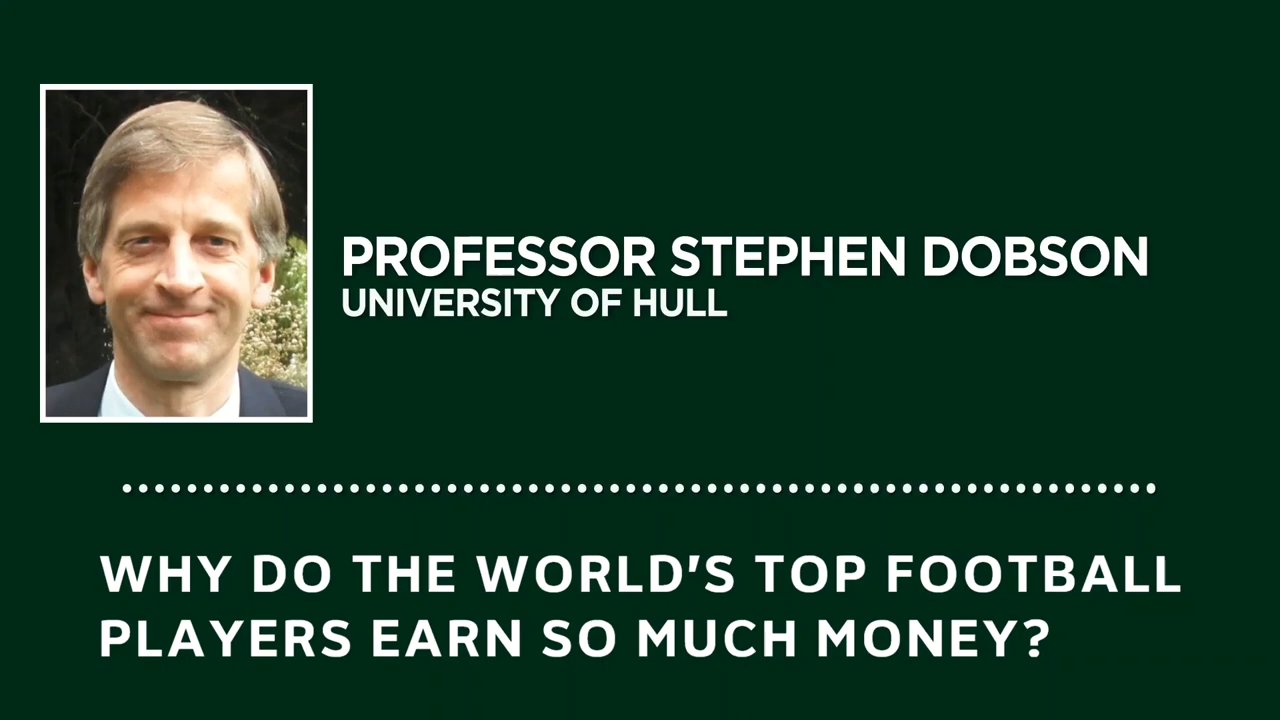 PROFESSOR STEPHEN DOBSON
UNIVERSITY OF HULL
WHY DO THE WORLD'S TOP FOOTBALL
PLAYERS EARN SO MUCH MONEY?